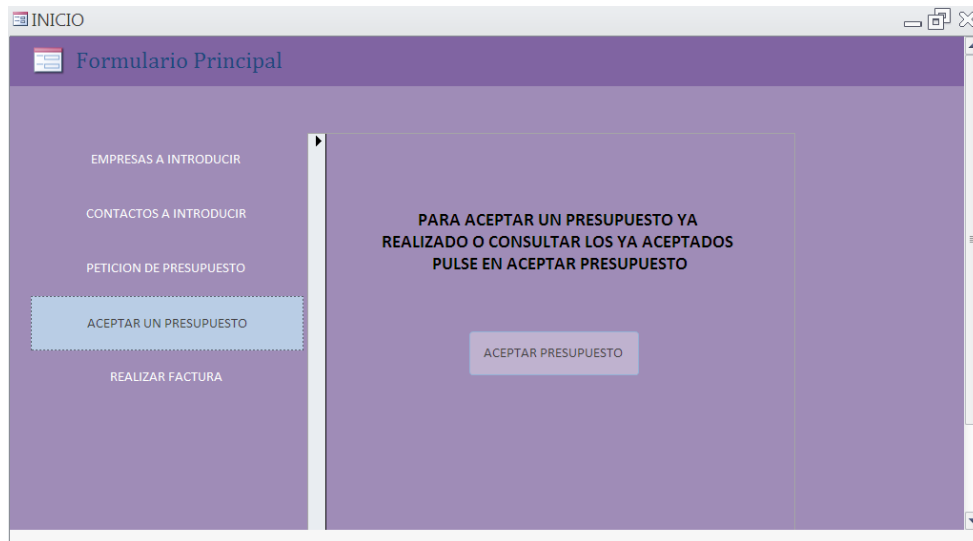 INICIO
Formulario Principal
EMPRESAS A INTRODUCIR
CONTACTOS A INTRODUCIR
PETICION DE PRESUPUESTO
ACEPTAR UN PRESUPUESTO
REALIZAR FACTURA
PARA ACEPTAR UN PRESUPUESTO YA
REALIZADO O CONSULTAR LOS YA ACEPTADOS
PULSE EN ACEPTAR PRESUPUESTO
ACEPTAR PRESUPUESTO